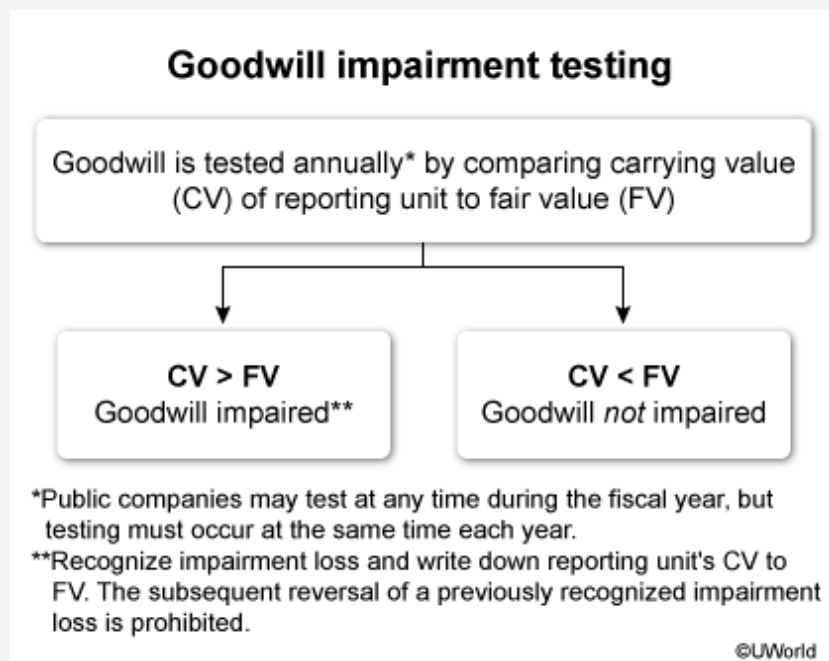 Goodwill impairment testing
Goodwill is tested annually* by comparing carrying value
(CV) of reporting unit to fair value (FV)
CV > FV
Goodwill impaired**
CV < FV
Goodwill not impaired
*Public companies may test at any time during the fiscal year, but
testing must occur at the same time each year.
**Recognize impairment loss and write down reporting unit's CV to
FV. The subsequent reversal of a previously recognized impairment
loss is prohibited.
©UWorld